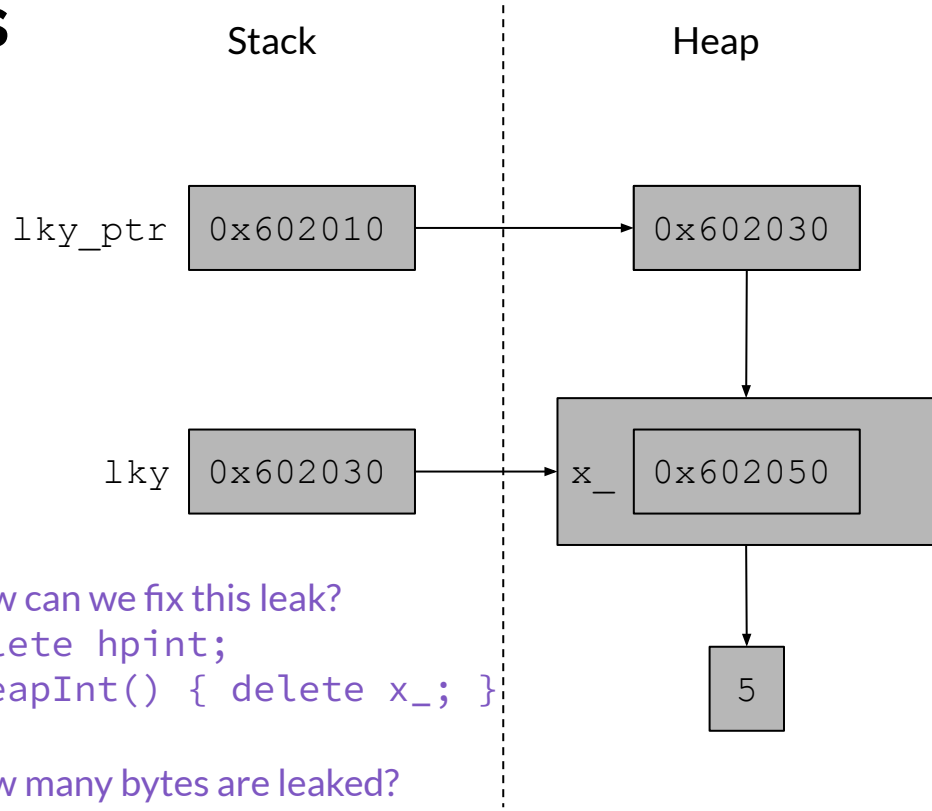 s
Stack
Heap
lky_ptr
0x602010
0x602030
lky
0x602030
x_
0x602050
w can we fix this leak?
lete hpint;
eapInt() { delete x_; }
5
w many bytes are leaked?